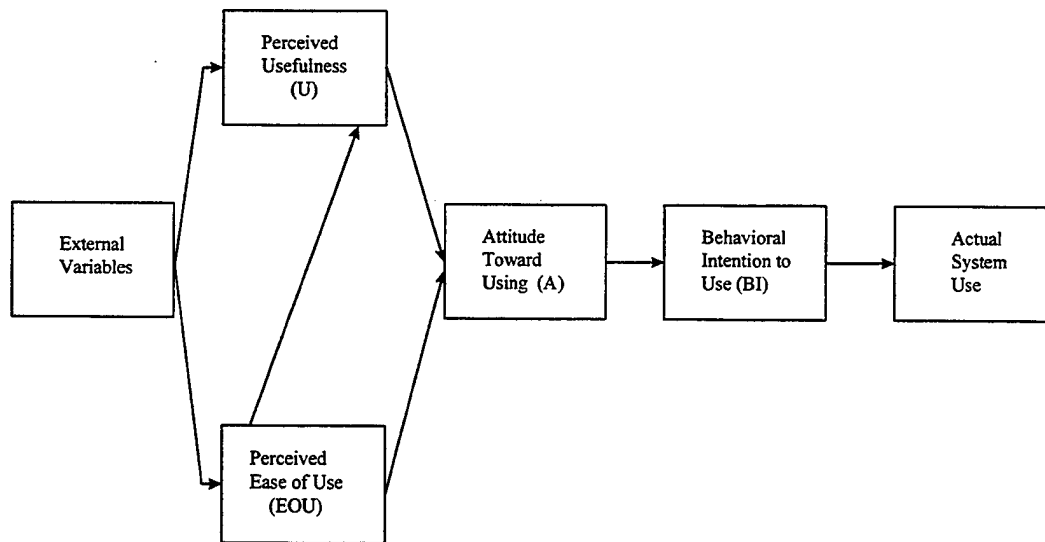 Perceived
Usefulness
(U)
External
Variables
Attitude
Toward
Using (A)
Behavioral
Intention to
Use (BI)
Actual
System
Use
Perceived
Ease of Use
(EOU)